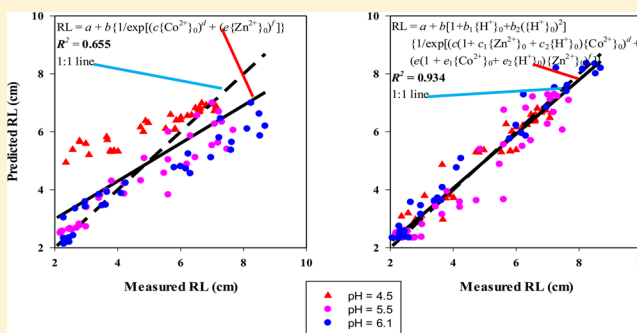 RL = a + b{1/exp[(c{Co²⁺}₀)ᵈ + (e{Zn²⁺}₀)ᶠ]}
R² = 0.655
1:1 line
10
8
6
4
2
Predicted RL (cm)
2 4 6 8 10
Measured RL (cm)
RL = a + b[1+b₁{H⁺}₀+b₂({H⁺}₀)²]
{1/exp[(c(1+ c₁{Zn²⁺}₀ + c₂{H⁺}₀){Co²⁺}₀)ᵈ +
(e(1 + e₁{Co²⁺}₀+ e₂{H⁺}₀){Zn²⁺}₀)ᶠ]}
R² = 0.934
1:1 line
10
8
6
4
2
2 4 6 8
Measured RL (cm)
pH = 4.5
pH = 5.5
pH = 6.1